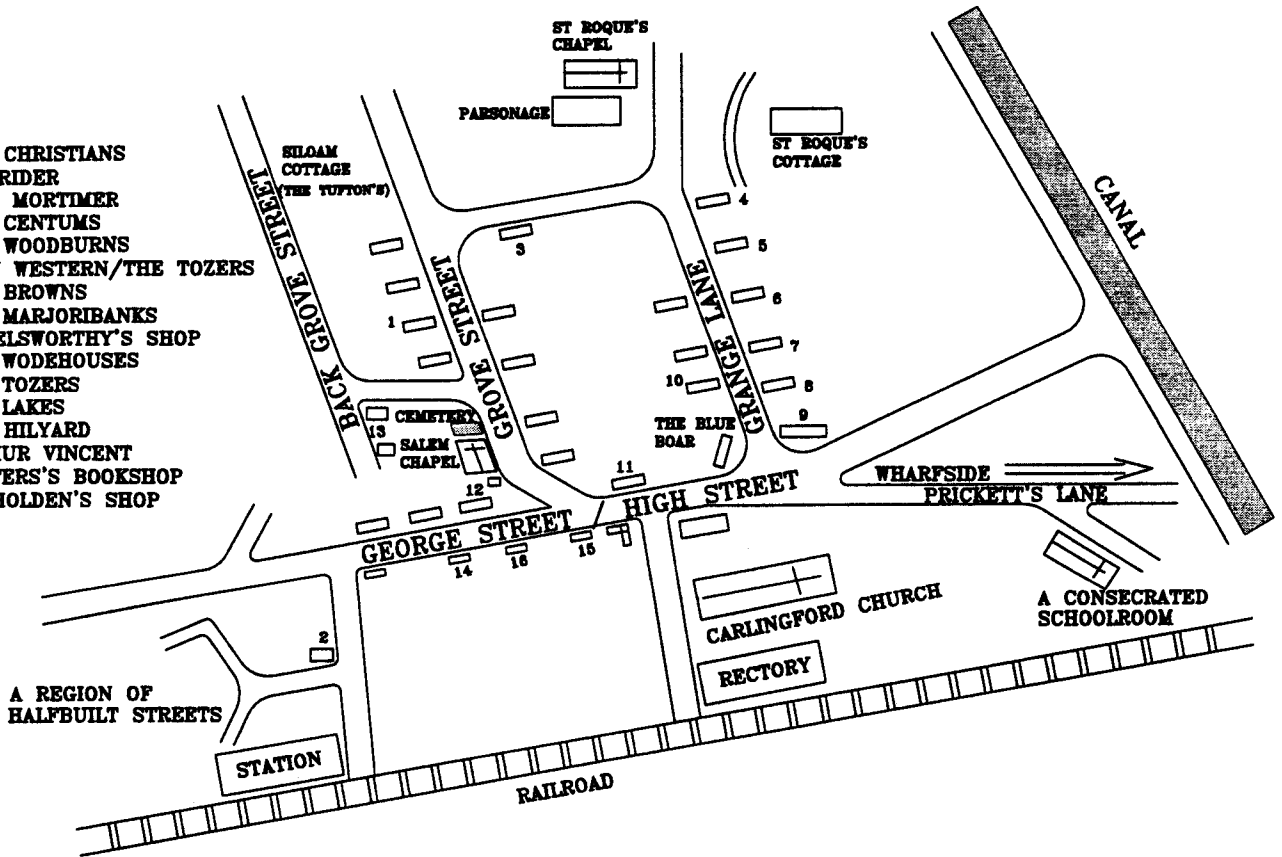 CHRISTIANS
RIDER
MORTIMER
CENTUMS
WOODBURNS
WESTERN/THE TOZERS
BROWNS
MARJORIBANKS
ELSWORTHY'S SHOP
WODEHOUSES
TOZERS
LAKES
HILYARD
UR VINCENT
ERS'S BOOKSHOP
HOLDEN'S SHOP
ST ROQUE'S
CHAPEL
PARSONAGE
ST ROQUE'S
COTTAGE
SILOAM
COTTAGE
(THE TUFTON'S)
BACK GROVE STREET
GROVE STREET
GROVE STREET
GRANGE LANE
CANAL
3
4
5
6
7
8
9
1
10
THE BLUE
BOAR
CEMETERY
13
SALEM
CHAPEL
12
11
GEORGE STREET
HIGH STREET
WHARFSIDE
PRICKETT'S LANE
14
16
15
2
CARLINGFORD CHURCH
RECTORY
A CONSECRATED
SCHOOLROOM
A REGION OF
HALFBUILT STREETS
STATION
RAILROAD